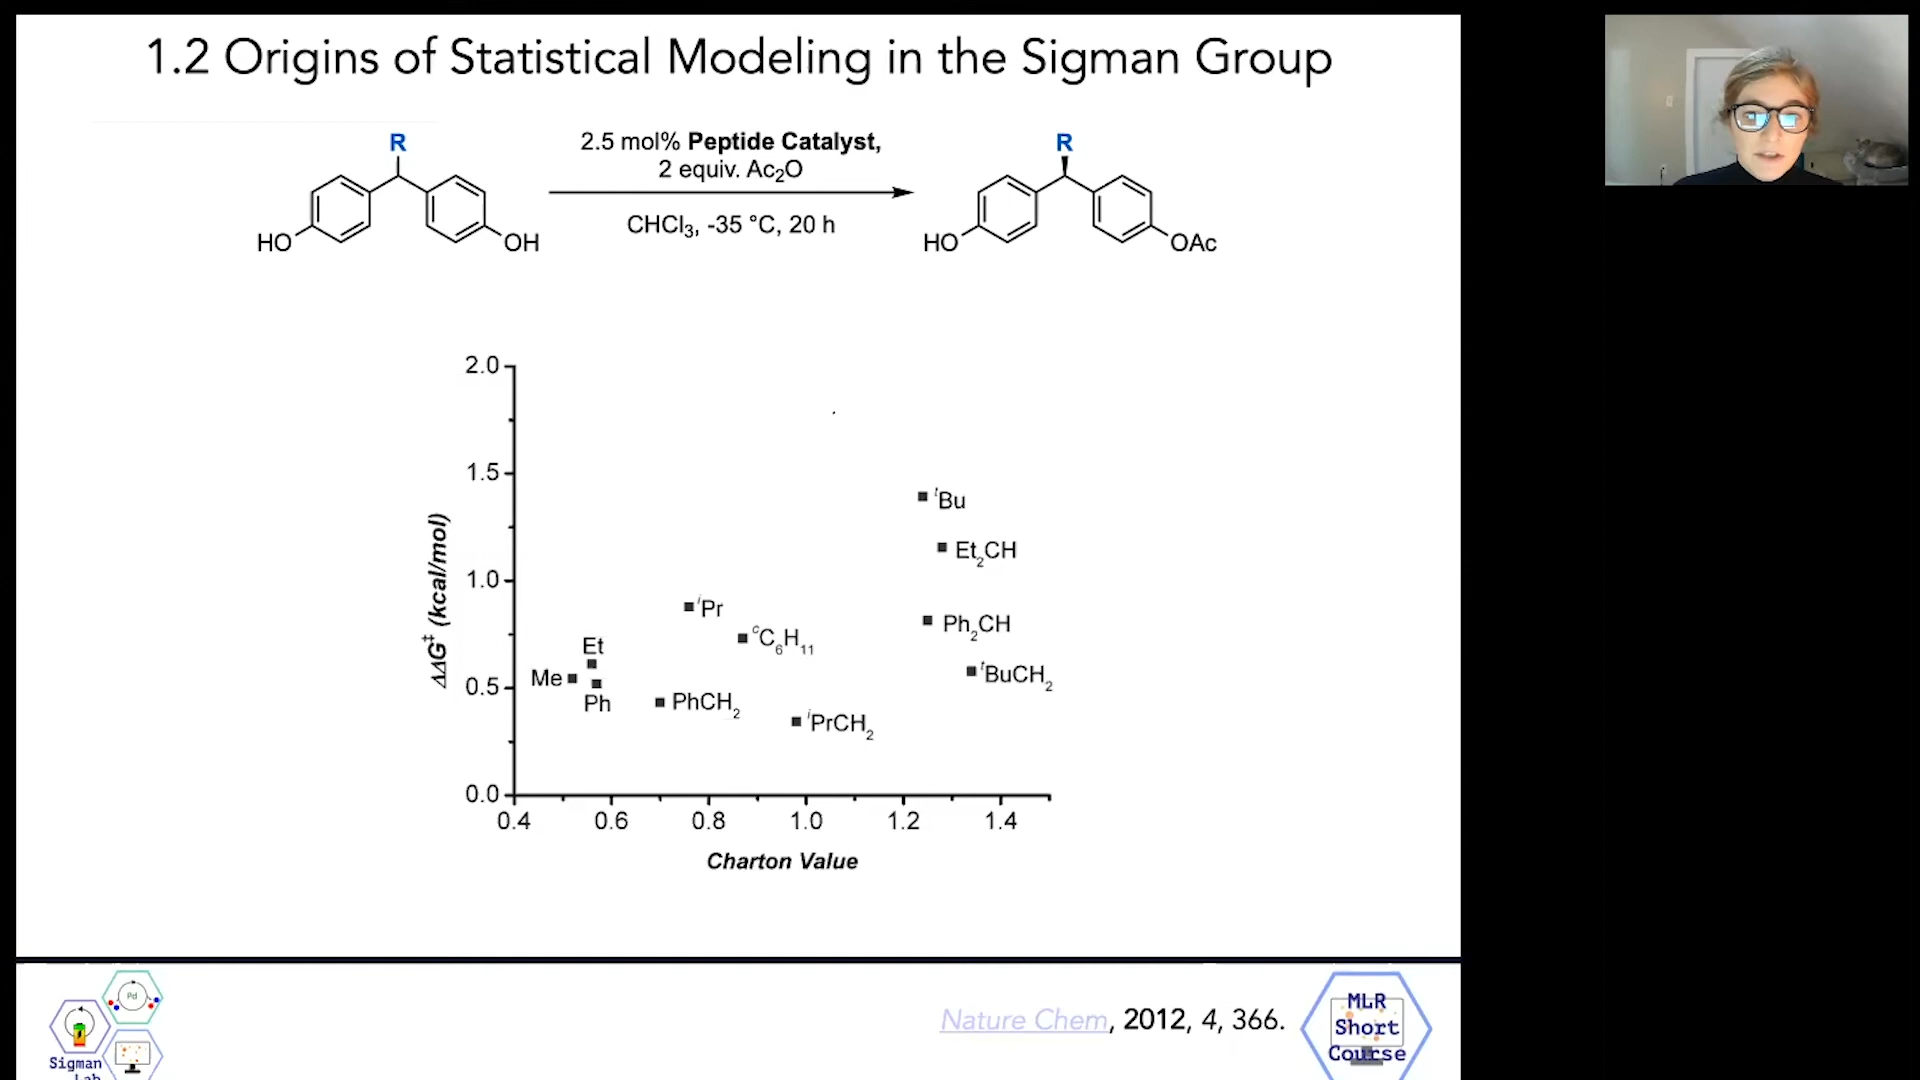 1.2 Origins of Statistical Modeling in the Sigman Group
R
HO
OH
2.5 mol% Peptide Catalyst,
2 equiv. Ac₂O
CHCl₃, -35 °C, 20 h
R
HO
OAc
2.0
1.5
1.0
0.5
0.0
ΔΔG‡ (kcal/mol)
ᵗBu
Et₂CH
ⁱPr
Ph₂CH
ᶜC₆H₁₁
Et
Me
ᵗBuCH₂
Ph
PhCH₂
ⁱPrCH₂
0.4 0.6 0.8 1.0 1.2 1.4
Charton Value
Pd
Sigman
Lab
Nature Chem, 2012, 4, 366.
MLR
Short
Course